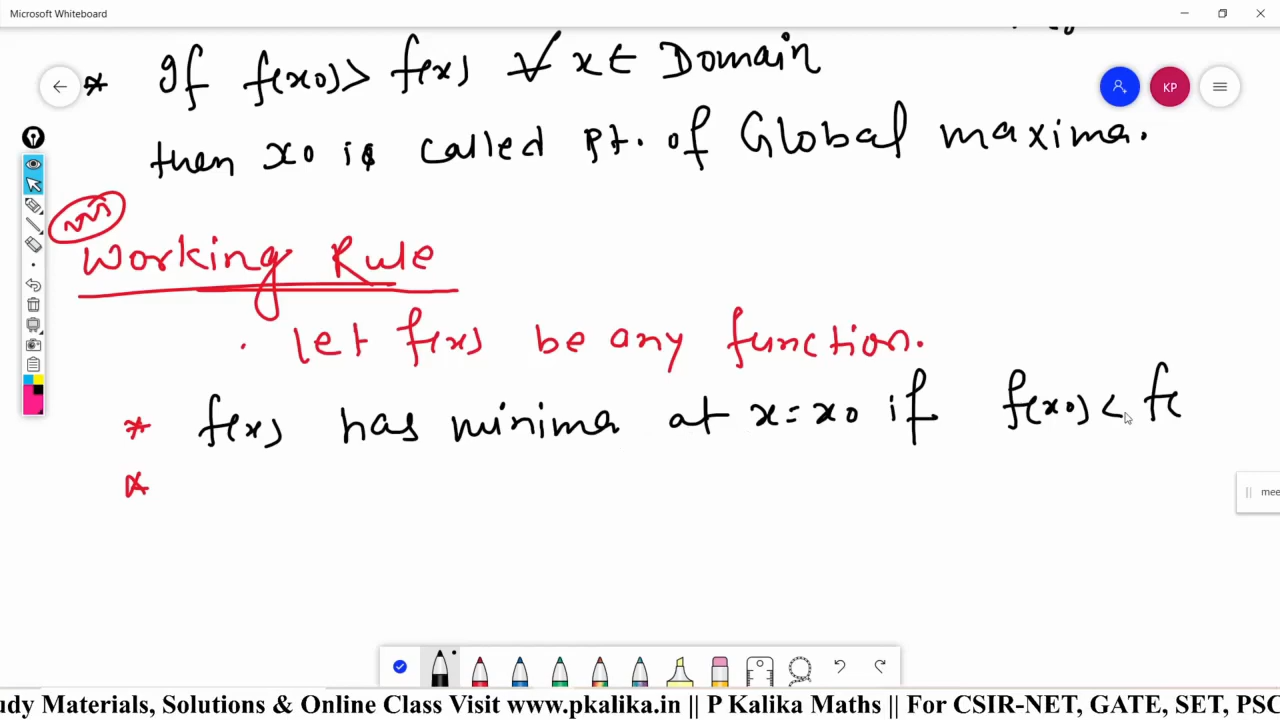 Microsoft Whiteboard
* If f(x0) > f(x) ∀ x ∈ Domain
KP
then x0 is called pt. of Global maxima.
Working Rule
. let f(x) be any function.
* f(x) has minima at x = x0 if f(x0) < f(
*
mee
udy Materials, Solutions & Online Class Visit www.pkalika.in || P Kalika Maths || For CSIR-NET, GATE, SET, PSC